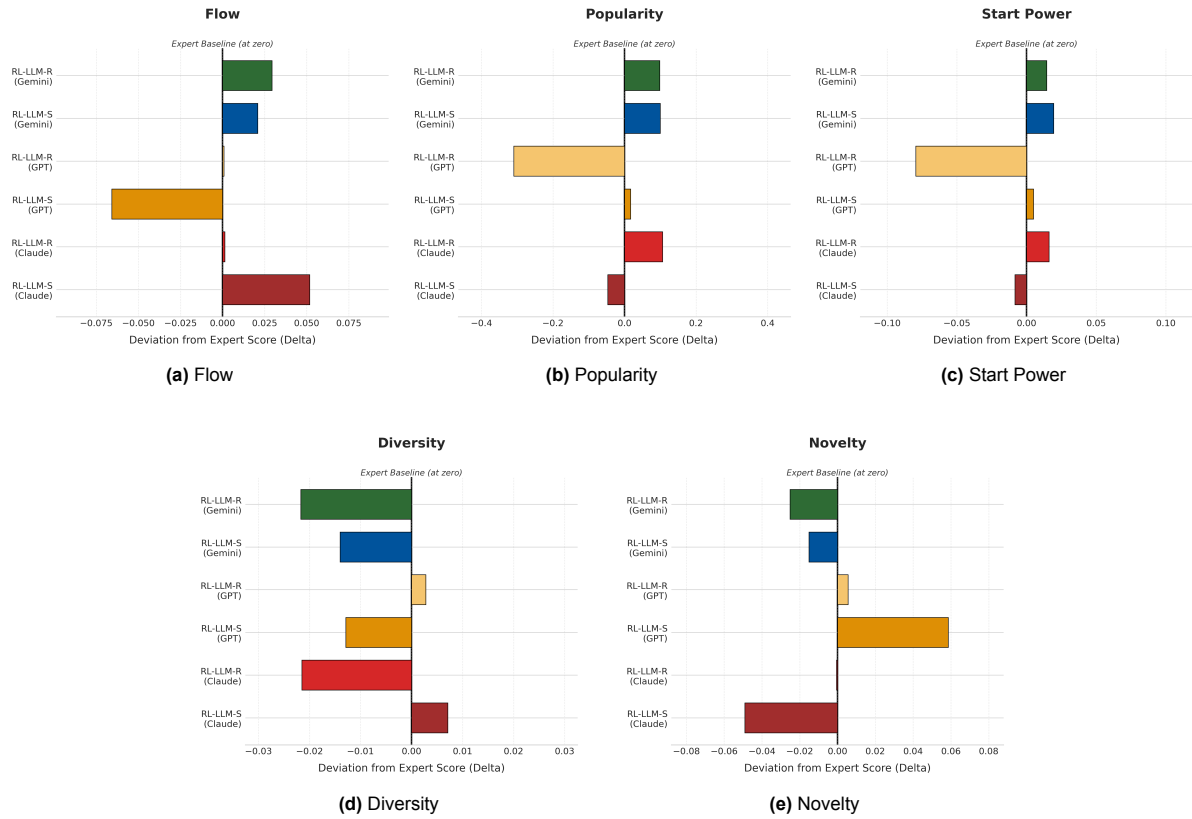 Flow
Expert Baseline (at zero)
RL-LLM-R
(Gemini)
RL-LLM-S
(Gemini)
RL-LLM-R
(GPT)
RL-LLM-S
(GPT)
RL-LLM-R
(Claude)
RL-LLM-S
(Claude)
−0.075 −0.050 −0.025 0.000 0.025 0.050 0.075
Deviation from Expert Score (Delta)
(a) Flow
Popularity
Expert Baseline (at zero)
RL-LLM-R
(Gemini)
RL-LLM-S
(Gemini)
RL-LLM-R
(GPT)
RL-LLM-S
(GPT)
RL-LLM-R
(Claude)
RL-LLM-S
(Claude)
−0.4 −0.2 0.0 0.2 0.4
Deviation from Expert Score (Delta)
(b) Popularity
Start Power
Expert Baseline (at zero)
RL-LLM-R
(Gemini)
RL-LLM-S
(Gemini)
RL-LLM-R
(GPT)
RL-LLM-S
(GPT)
RL-LLM-R
(Claude)
RL-LLM-S
(Claude)
−0.10 −0.05 0.00 0.05 0.10
Deviation from Expert Score (Delta)
(c) Start Power
Diversity
Expert Baseline (at zero)
RL-LLM-R
(Gemini)
RL-LLM-S
(Gemini)
RL-LLM-R
(GPT)
RL-LLM-S
(GPT)
RL-LLM-R
(Claude)
RL-LLM-S
(Claude)
−0.03 −0.02 −0.01 0.00 0.01 0.02 0.03
Deviation from Expert Score (Delta)
(d) Diversity
Novelty
Expert Baseline (at zero)
RL-LLM-R
(Gemini)
RL-LLM-S
(Gemini)
RL-LLM-R
(GPT)
RL-LLM-S
(GPT)
RL-LLM-R
(Claude)
RL-LLM-S
(Claude)
−0.08 −0.06 −0.04 −0.02 0.00 0.02 0.04 0.06 0.08
Deviation from Expert Score (Delta)
(e) Novelty